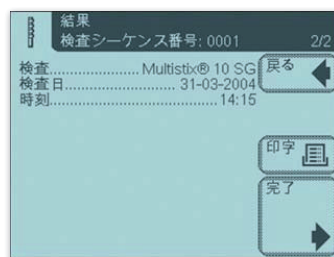 結果
検査シーケンス番号: 0001 2/2
検査..................Multistix® 10 SG
検査日......................31-03-2004
時刻..................................14:15
戻る
印字
完了